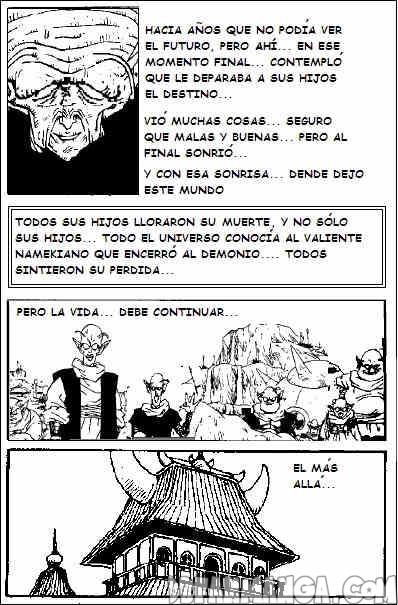 HACIA AÑOS QUE NO PODÍA VER
EL FUTURO, PERO AHÍ... EN ESE
MOMENTO FINAL... CONTEMPLÓ
QUE LE DEPARABA A SUS HIJOS
EL DESTINO...
VIÓ MUCHAS COSAS... SEGURO
QUE MALAS Y BUENAS... PERO AL
FINAL SONRIÓ...
Y CON ESA SONRISA... DENDE DEJO
ESTE MUNDO
TODOS SUS HIJOS LLORARON SU MUERTE, Y NO SÓLO
SUS HIJOS... TODO EL UNIVERSO CONOCÍA AL VALIENTE
NAMEKIANO QUE ENCERRÓ AL DEMONIO.... TODOS
SINTIERON SU PERDIDA...
PERO LA VIDA... DEBE CONTINUAR...
EL MÁS
ALLÁ...